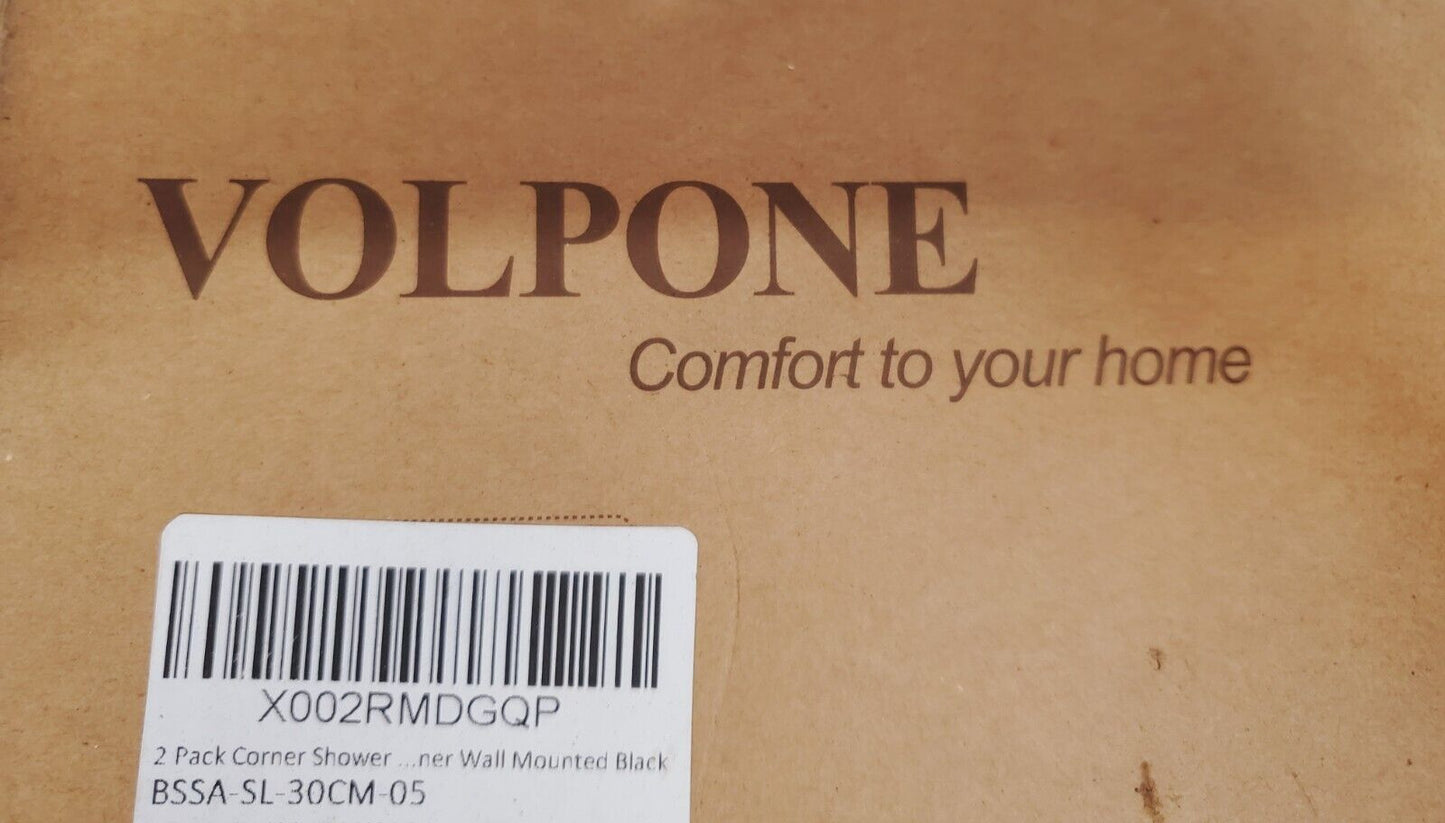 VOLPONE
Comfort to your home
X002RMDGQP
2 Pack Corner Shower ...ner Wall Mounted Black
BSSA-SL-30CM-05